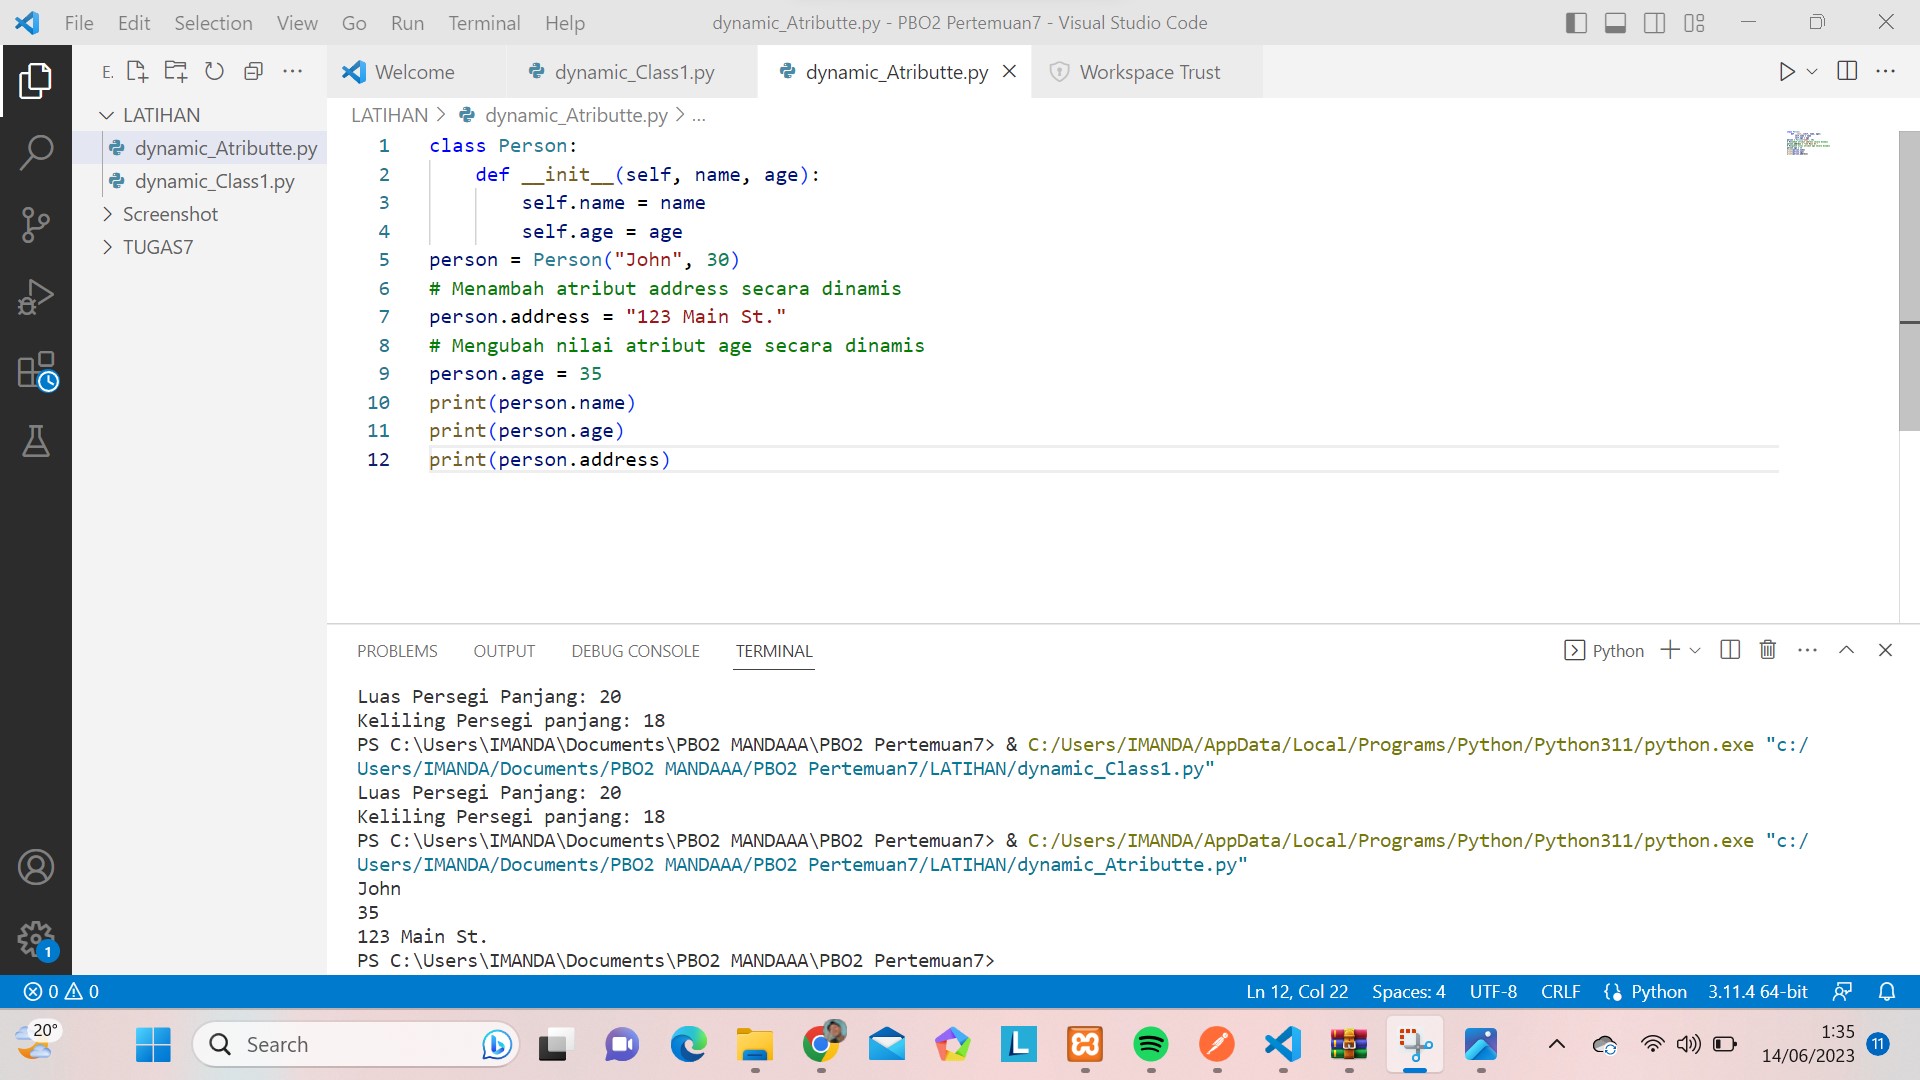 File Edit Selection View Go Run Terminal Help dynamic_Atributte.py - PBO2 Pertemuan7 - Visual Studio Code
E.
Welcome dynamic_Class1.py dynamic_Atributte.py Workspace Trust
LATIHAN
dynamic_Atributte.py
dynamic_Class1.py
Screenshot
TUGAS7
LATIHAN > dynamic_Atributte.py > ...
1 class Person:
2 def __init__(self, name, age):
3 self.name = name
4 self.age = age
5 person = Person("John", 30)
6 # Menambah atribut address secara dinamis
7 person.address = "123 Main St."
8 # Mengubah nilai atribut age secara dinamis
9 person.age = 35
10 print(person.name)
11 print(person.age)
12 print(person.address)
PROBLEMS OUTPUT DEBUG CONSOLE TERMINAL Python
Luas Persegi Panjang: 20
Keliling Persegi panjang: 18
PS C:\Users\IMANDA\Documents\PBO2 MANDAAA\PBO2 Pertemuan7> & C:/Users/IMANDA/AppData/Local/Programs/Python/Python311/python.exe "c:/
Users/IMANDA/Documents/PBO2 MANDAAA/PBO2 Pertemuan7/LATIHAN/dynamic_Class1.py"
Luas Persegi Panjang: 20
Keliling Persegi panjang: 18
PS C:\Users\IMANDA\Documents\PBO2 MANDAAA\PBO2 Pertemuan7> & C:/Users/IMANDA/AppData/Local/Programs/Python/Python311/python.exe "c:/
Users/IMANDA/Documents/PBO2 MANDAAA/PBO2 Pertemuan7/LATIHAN/dynamic_Atributte.py"
John
35
123 Main St.
PS C:\Users\IMANDA\Documents\PBO2 MANDAAA\PBO2 Pertemuan7>
1
0 0 Ln 12, Col 22 Spaces: 4 UTF-8 CRLF Python 3.11.4 64-bit
20° Search L 1:35
14/06/2023 11